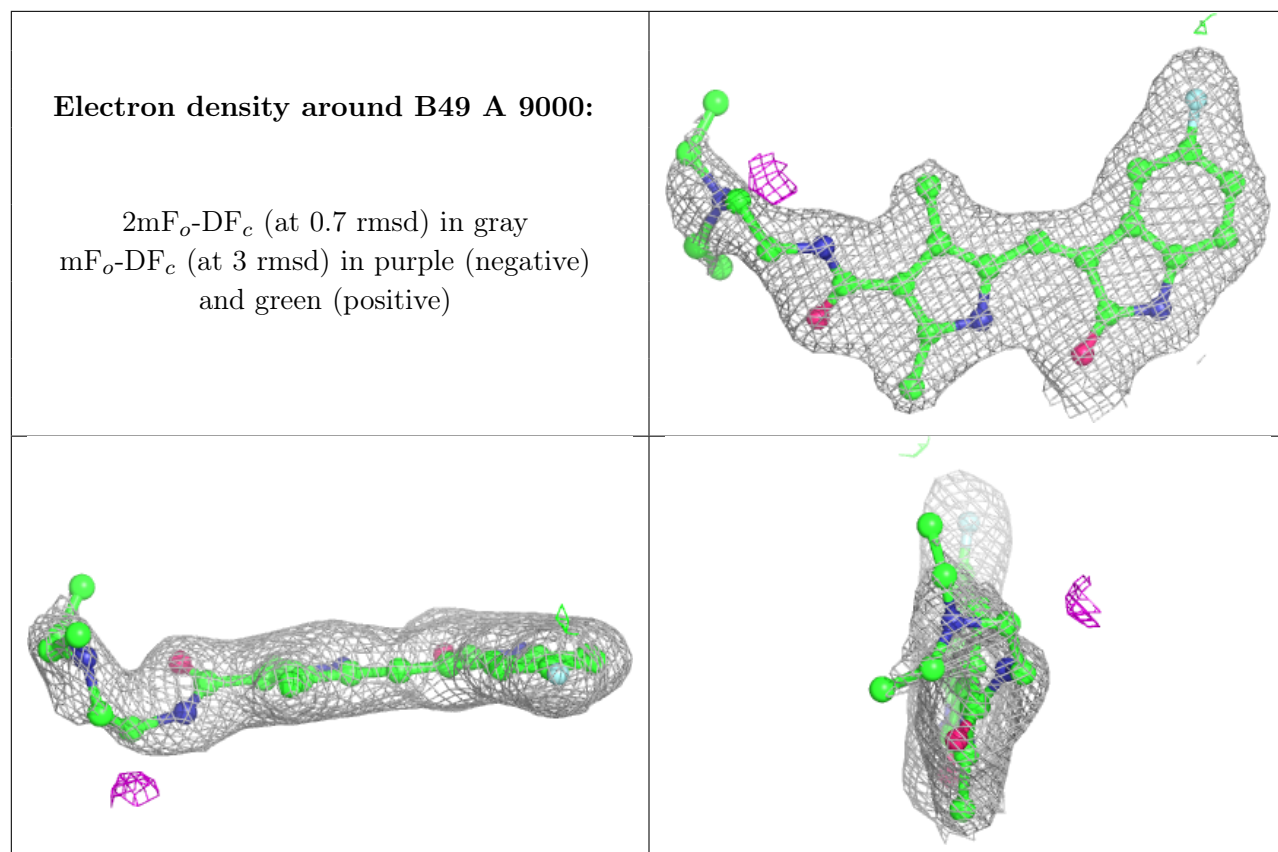 Electron density around B49 A 9000:
2mFo-DFc (at 0.7 rmsd) in gray
mFo-DFc (at 3 rmsd) in purple (negative)
and green (positive)